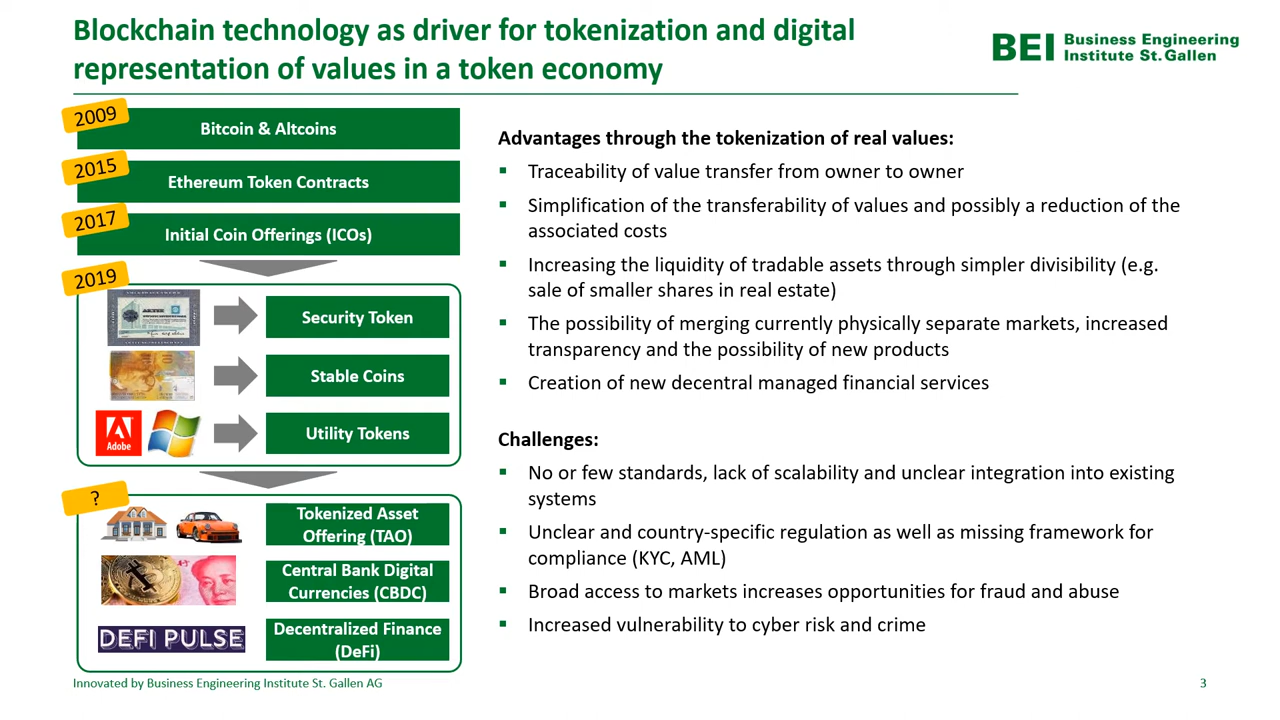 Blockchain technology as driver for tokenization and digital
representation of values in a token economy
BEI Business Engineering
Institute St. Gallen
2009
Bitcoin & Altcoins
2015
Ethereum Token Contracts
2017
Initial Coin Offerings (ICOs)
2019
Security Token
Stable Coins
Adobe
Utility Tokens
?
Tokenized Asset
Offering (TAO)
Central Bank Digital
Currencies (CBDC)
DEFI PULSE
Decentralized Finance
(DeFi)
Advantages through the tokenization of real values:
▪ Traceability of value transfer from owner to owner
▪ Simplification of the transferability of values and possibly a reduction of the
associated costs
▪ Increasing the liquidity of tradable assets through simpler divisibility (e.g.
sale of smaller shares in real estate)
▪ The possibility of merging currently physically separate markets, increased
transparency and the possibility of new products
▪ Creation of new decentral managed financial services
Challenges:
▪ No or few standards, lack of scalability and unclear integration into existing
systems
▪ Unclear and country-specific regulation as well as missing framework for
compliance (KYC, AML)
▪ Broad access to markets increases opportunities for fraud and abuse
▪ Increased vulnerability to cyber risk and crime
Innovated by Business Engineering Institute St. Gallen AG
3